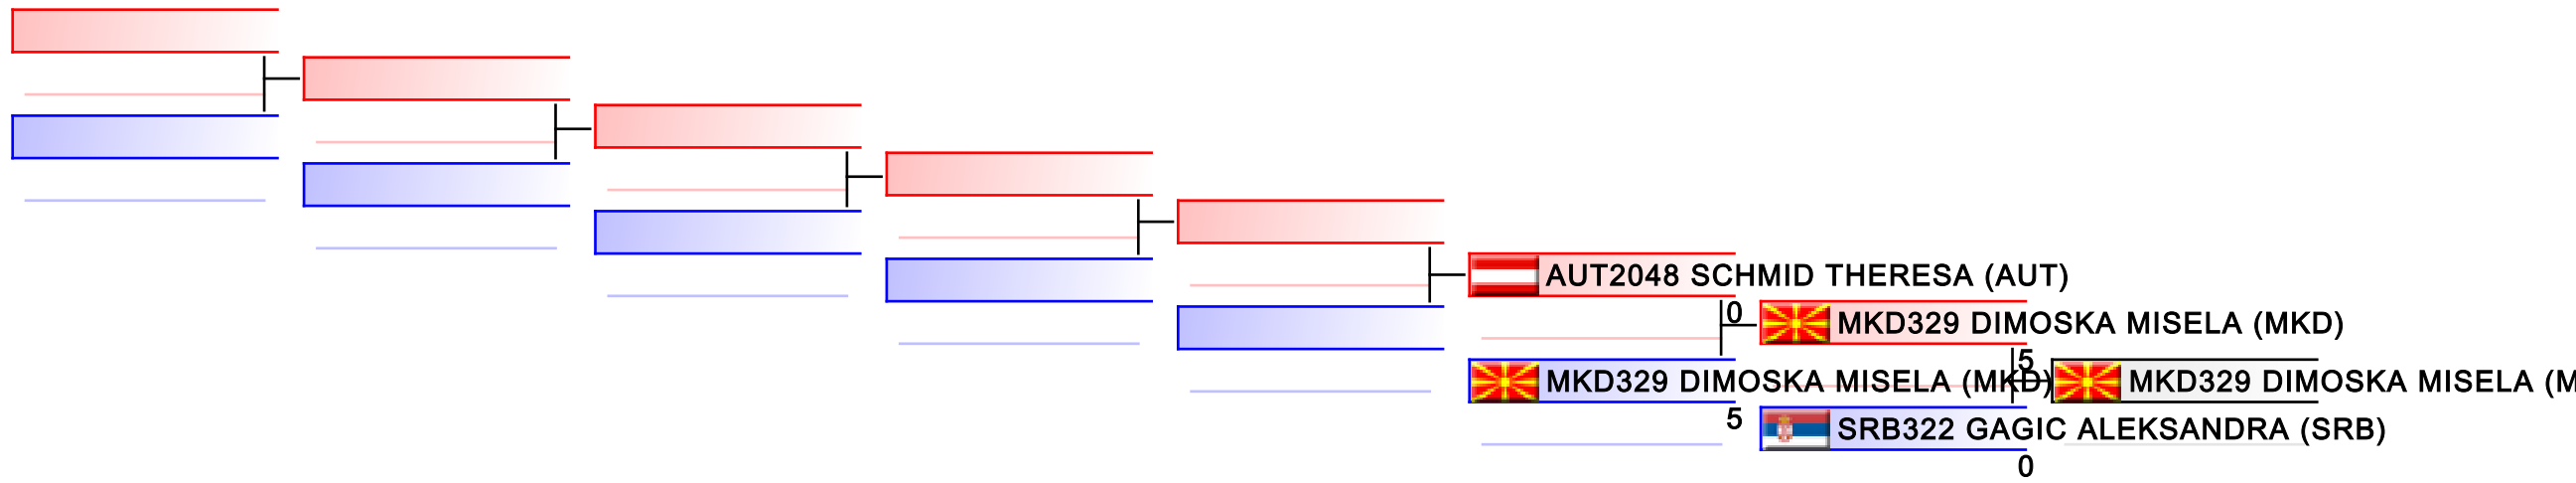 AUT2048 SCHMID THERESA (AUT)
0
MKD329 DIMOSKA MISELA (MKD)
5
MKD329 DIMOSKA MISELA (MKD)
MKD329 DIMOSKA MISELA (M
5
SRB322 GAGIC ALEKSANDRA (SRB)
0